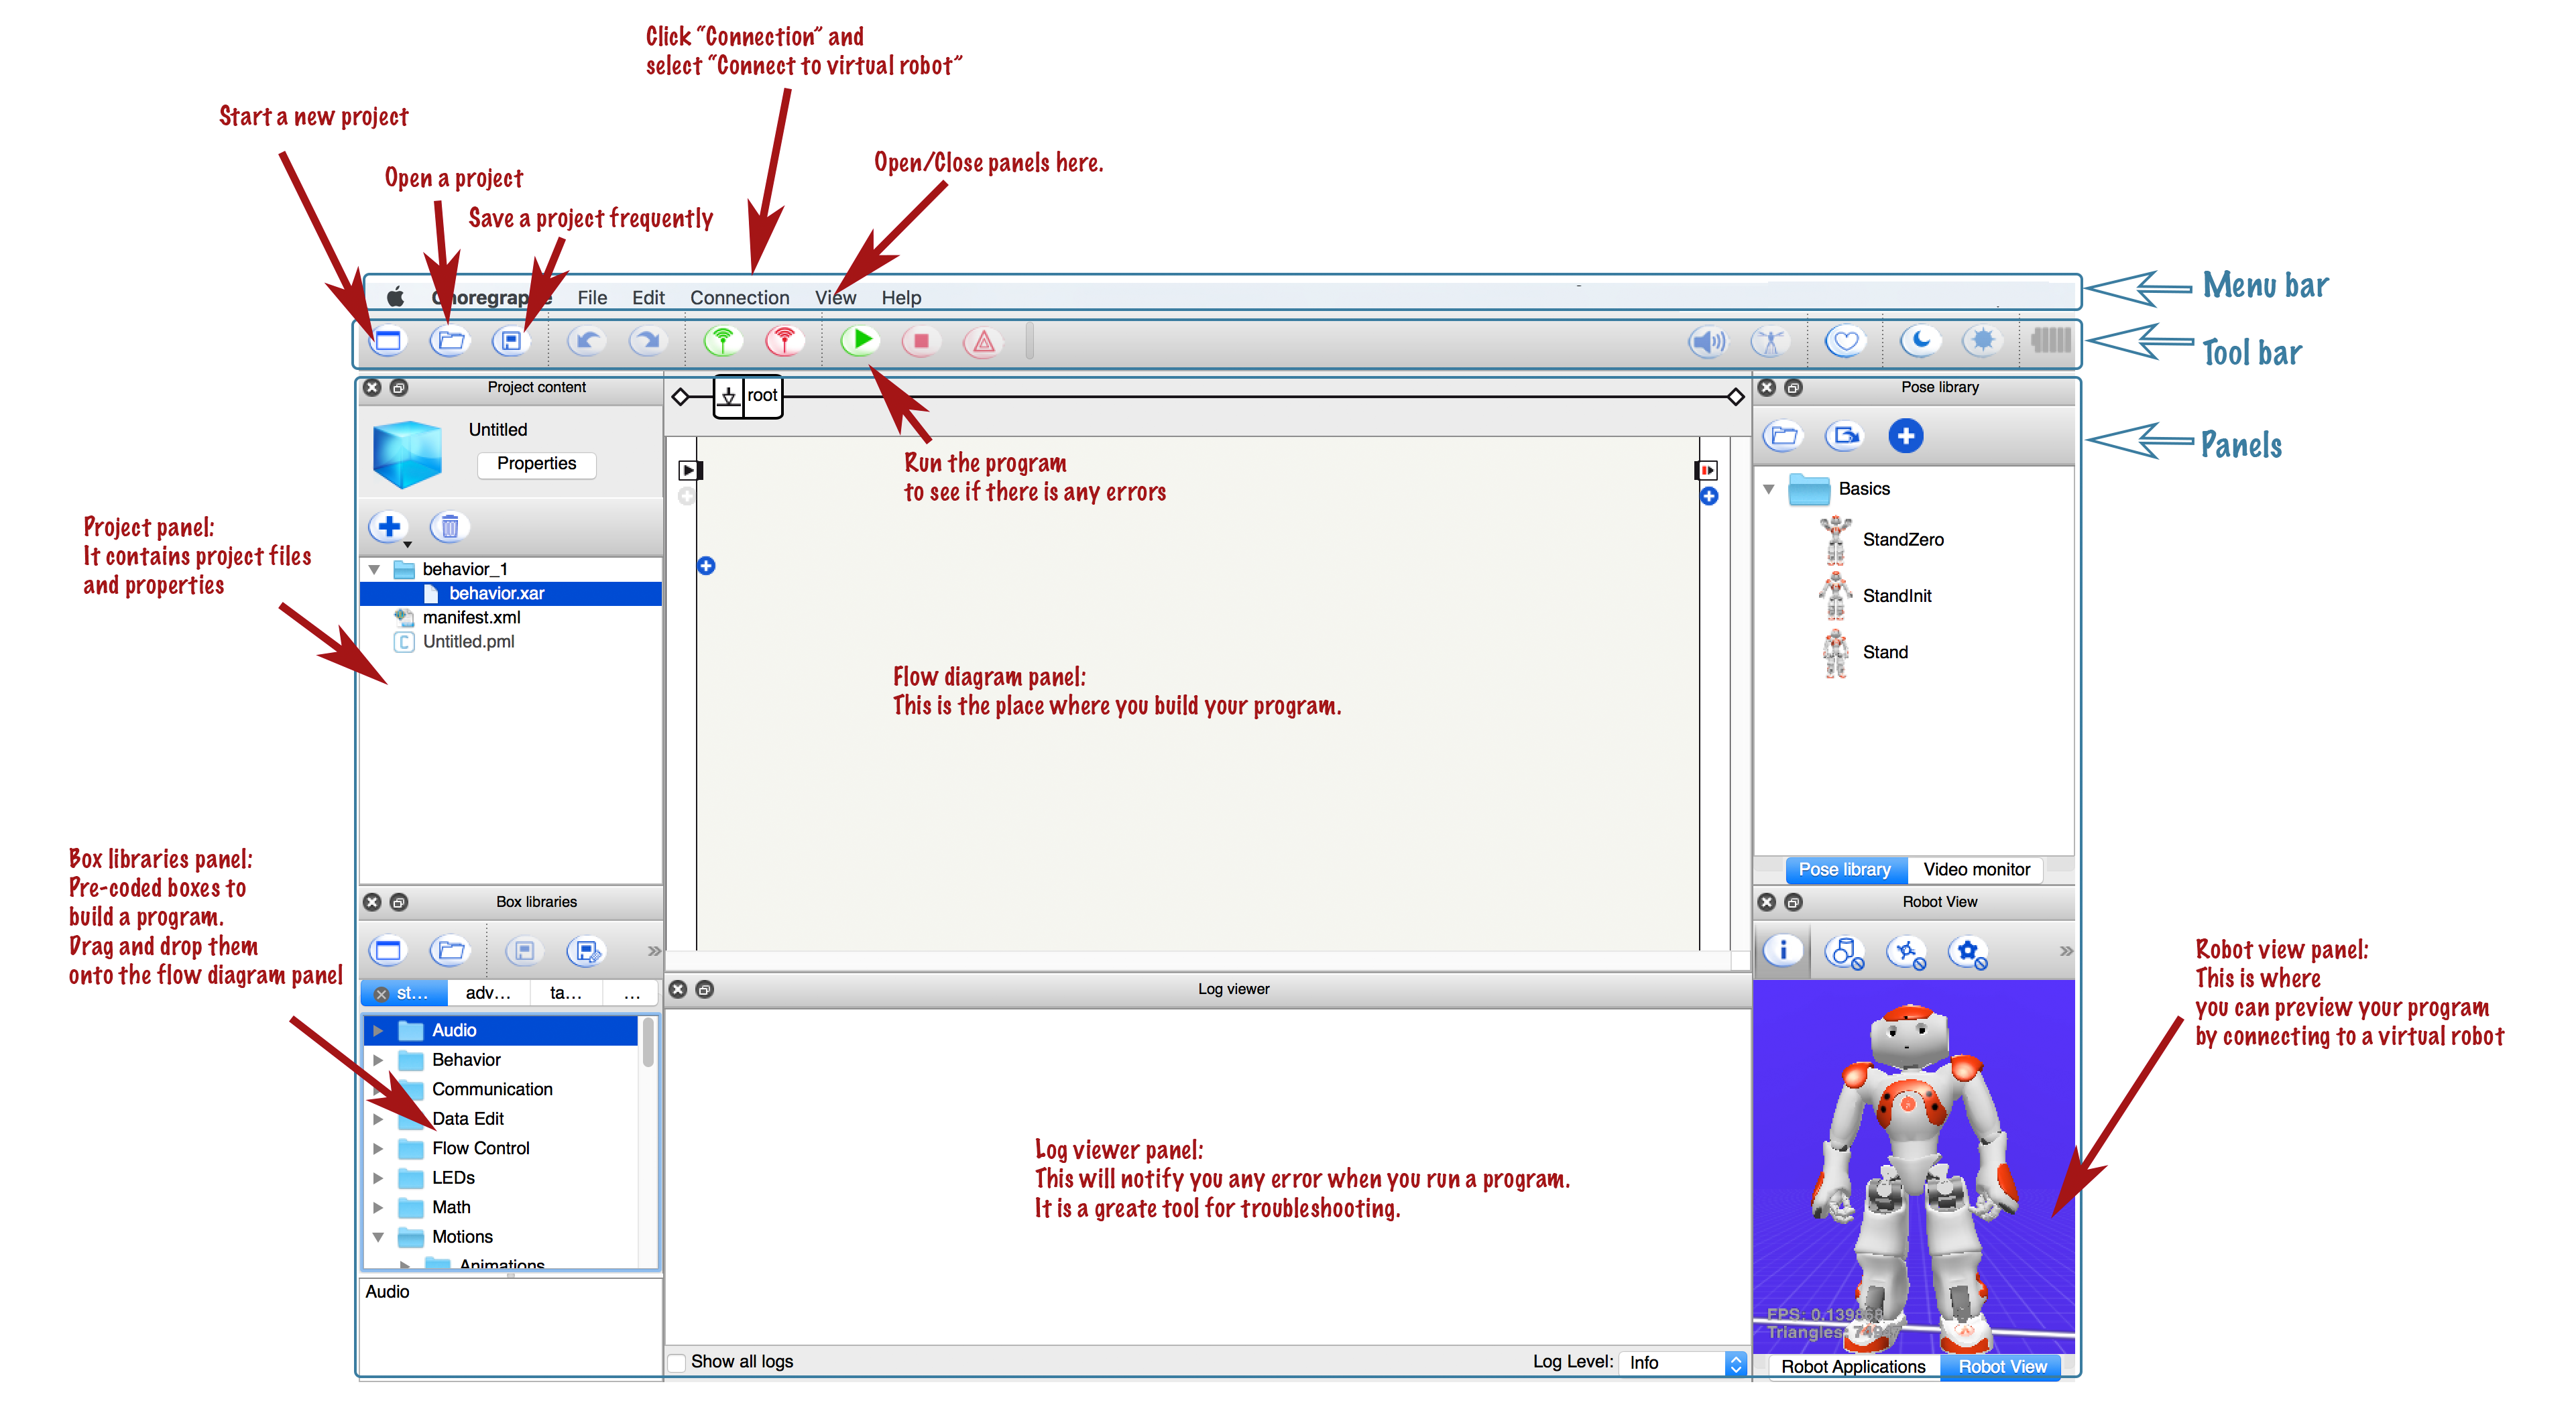 Click “Connection” and
select “Connect to virtual robot”
Start a new project
Open a project
Save a project frequently
Open/Close panels here.
Choregraphe File Edit Connection View Help
Menu bar
Tool bar
Project content
root
Pose library
Untitled
Properties
Panels
Run the program
to see if there is any errors
Basics
StandZero
StandInit
Stand
Project panel:
It contains project files
and properties
behavior_1
behavior.xar
manifest.xml
Untitled.pml
Flow diagram panel:
This is the place where you build your program.
Pose library Video monitor
Box libraries panel:
Pre-coded boxes to
build a program.
Drag and drop them
onto the flow diagram panel
Box libraries
Robot View
st... adv... ta... ...
Log viewer
Audio
Behavior
Communication
Data Edit
Flow Control
LEDs
Math
Motions
Animations
Audio
Log viewer panel:
This will notify you any error when you run a program.
It is a greate tool for troubleshooting.
Robot view panel:
This is where
you can preview your program
by connecting to a virtual robot
FPS: 0.139868
Triangles:
Show all logs
Log Level: Info
Robot Applications Robot View